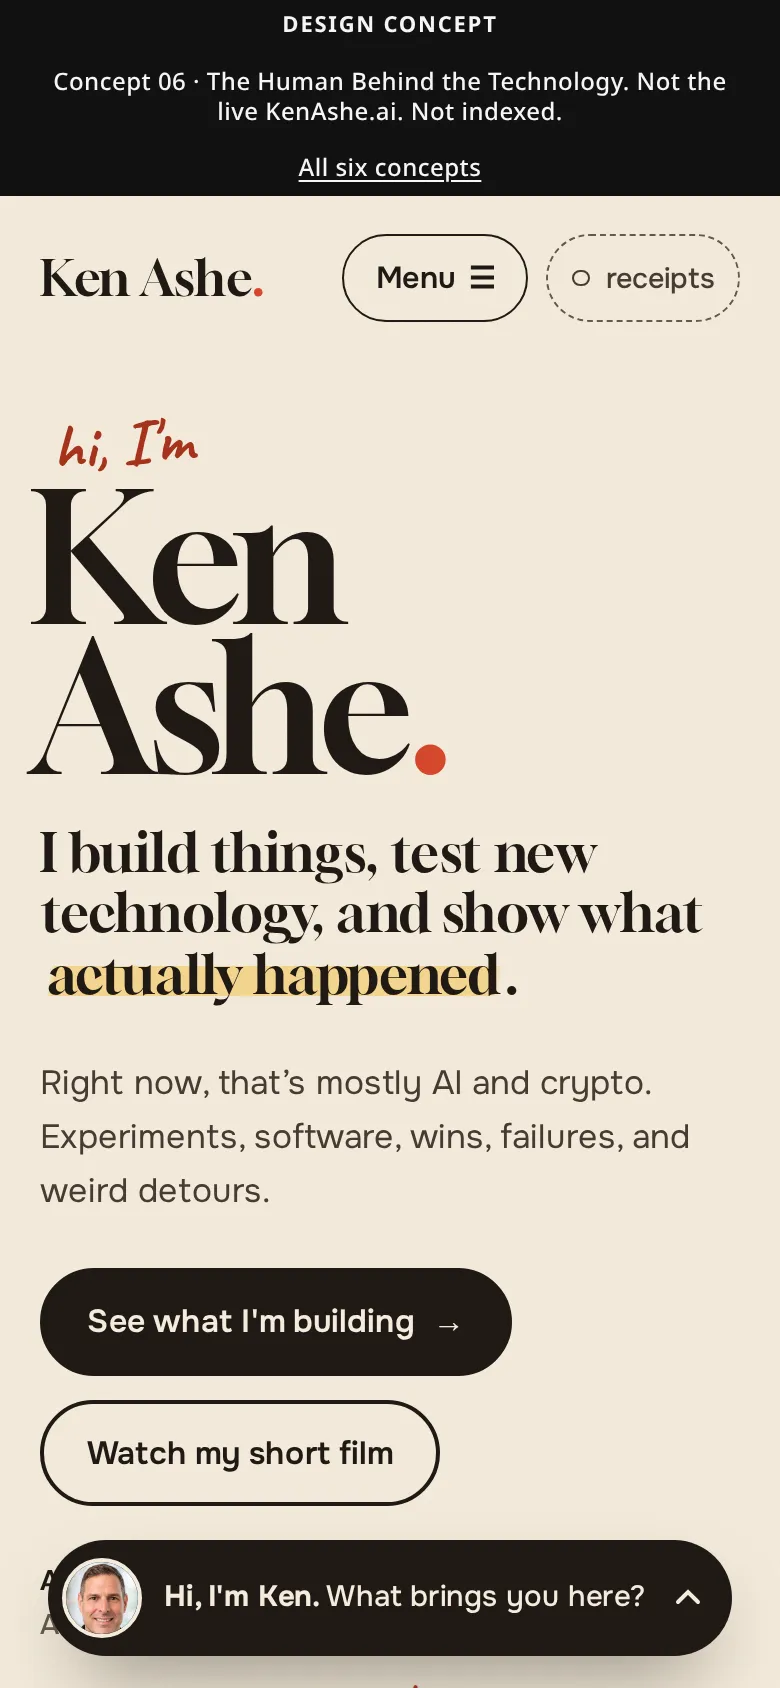 DESIGN CONCEPT
Concept 06 · The Human Behind the Technology. Not the
live KenAshe.ai. Not indexed.
All six concepts
Ken Ashe.
Menu
receipts
hi, I'm
Ken
Ashe.
I build things, test new
technology, and show what
actually happened.
Right now, that’s mostly AI and crypto.
Experiments, software, wins, failures, and
weird detours.
See what I'm building →
Watch my short film
Hi, I'm Ken. What brings you here?